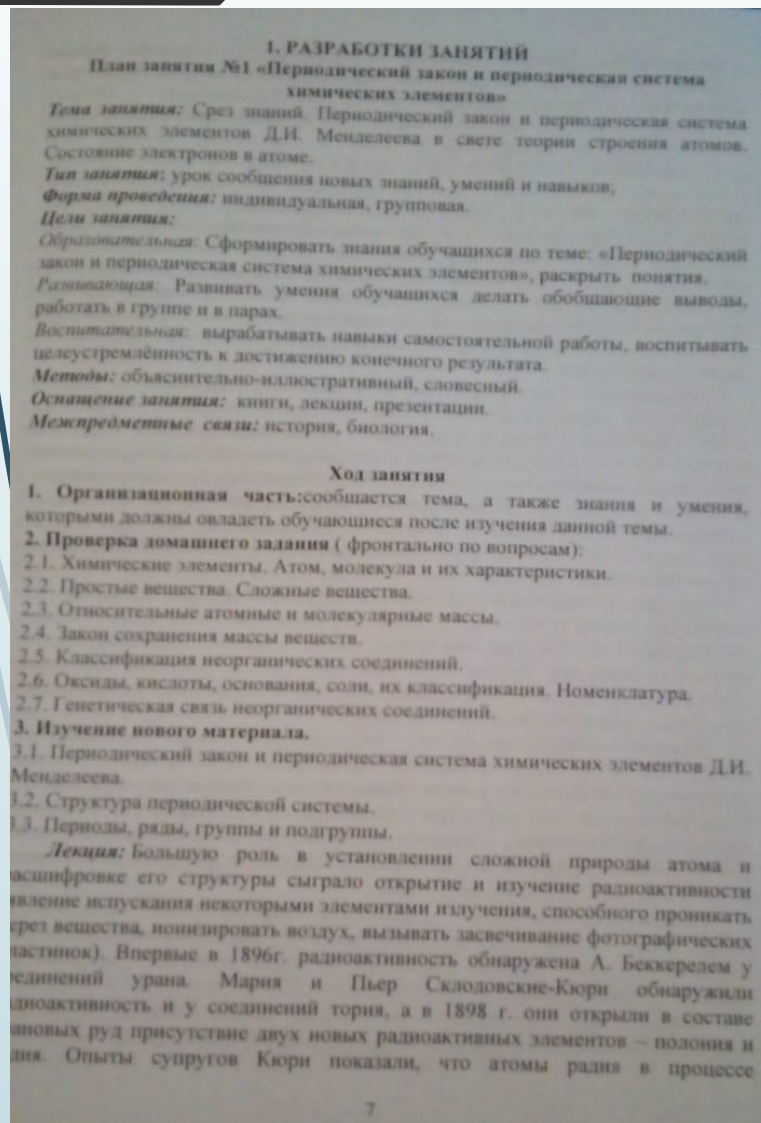 1. РАЗРАБОТКИ ЗАНЯТИЙ
План занятия №1 «Периодический закон и периодическая система
химических элементов»
Тема занятия: Срез знаний. Периодический закон и периодическая система
химических элементов Д.И. Менделеева в свете теории строения атомов.
Состояние электронов в атоме.
Тип занятия: урок сообщения новых знаний, умений и навыков;
Форма проведения: индивидуальная, групповая.
Цели занятия:
Образовательная: Сформировать знания обучащихся по теме: «Периодический
закон и периодическая система химических элементов», раскрыть понятия.
Развивающая: Развивать умения обучащихся делать обобщающие выводы,
работать в группе и в парах.
Воспитательная: вырабатывать навыки самостоятельной работы, воспитывать
целеустремлённость к достижению конечного результата.
Методы: объяснительно-иллюстративный, словесный.
Оснащение занятия: книги, лекции, презентации.
Межпредметные связи: история, биология.
Ход занятия
1. Организационная часть:сообщается тема, а также знания и умения,
которыми должны овладеть обучающиеся после изучения данной темы.
2. Проверка домашнего задания ( фронтально по вопросам):
2.1. Химические элементы. Атом, молекула и их характеристики.
2.2. Простые вещества. Сложные вещества.
2.3. Относительные атомные и молекулярные массы.
2.4. Закон сохранения массы веществ.
2.5. Классификация неорганических соединений.
2.6. Оксиды, кислоты, основания, соли, их классификация. Номенклатура.
2.7. Генетическая связь неорганических соединений.
3. Изучение нового материала.
3.1. Периодический закон и периодическая система химических элементов Д.И.
Менделеева.
3.2. Структура периодической системы.
3.3. Периоды, ряды, группы и подгруппы.
Лекция: Большую роль в установлении сложной природы атома и
асшифровке его структуры сыграло открытие и изучение радиоактивности
явление испускания некоторыми элементами излучения, способного проникать
ерез вещества, ионизировать воздух, вызывать засвечивание фотографических
ластинок). Впервые в 1896г. радиоактивность обнаружена А. Беккерелем у
оединений урана. Мария и Пьер Склодовские-Кюри обнаружили
адиоактивность и у соединений тория, а в 1898 г. они открыли в составе
рановых руд присутствие двух новых радиоактивных элементов – полония и
дия. Опыты супругов Кюри показали, что атомы радия в процессе
7